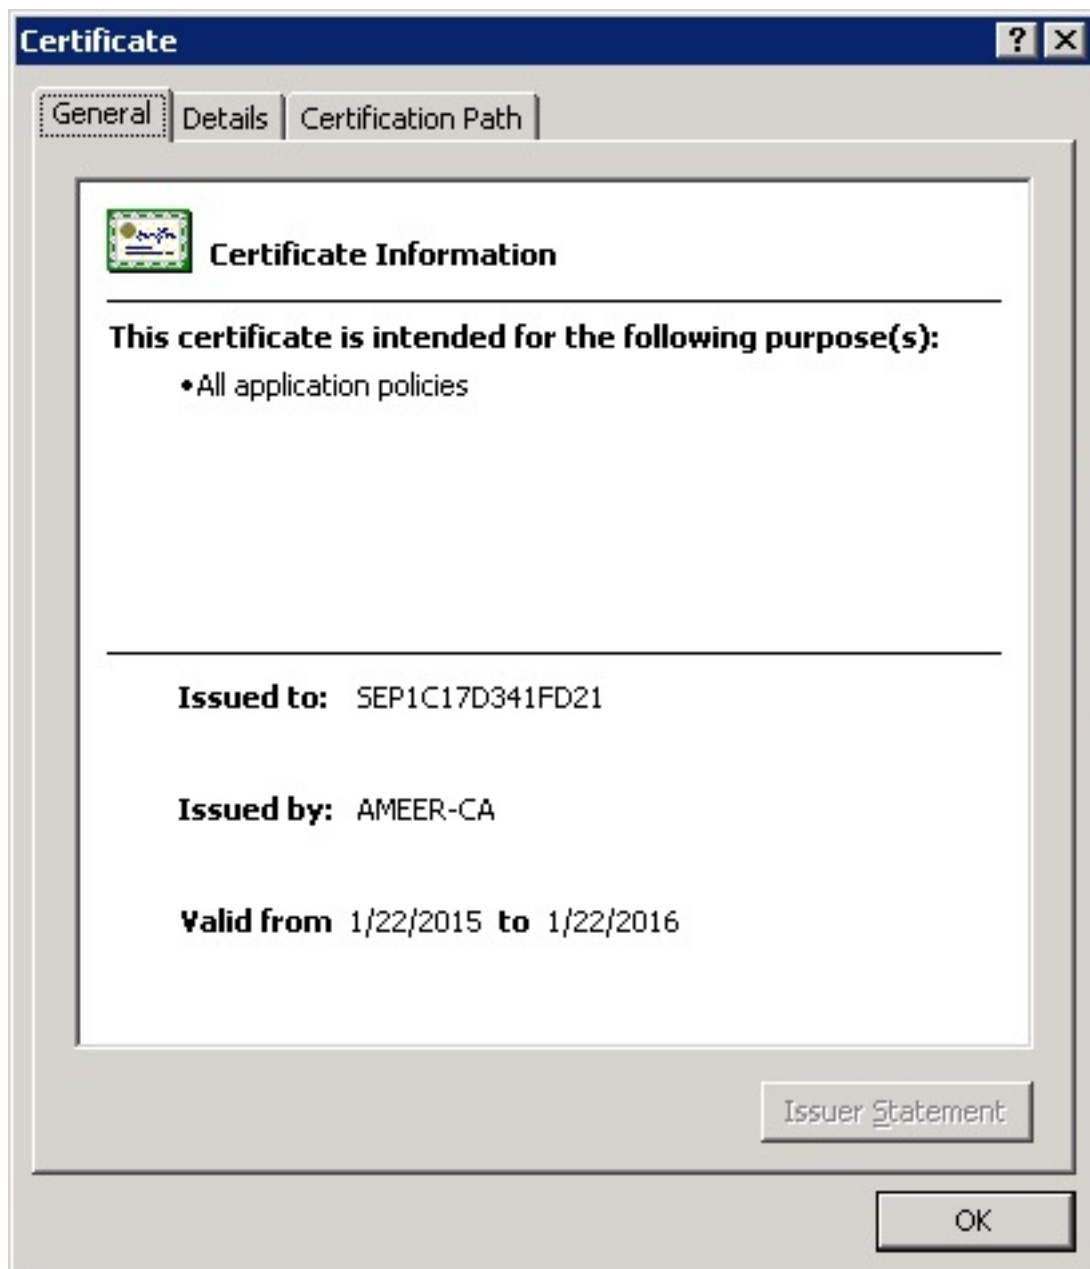 Certificate
General Details Certification Path
Certificate Information
This certificate is intended for the following purpose(s):
•All application policies
Issued to: SEP1C17D341FD21
Issued by: AMEER-CA
Valid from 1/22/2015 to 1/22/2016
Issuer Statement
OK